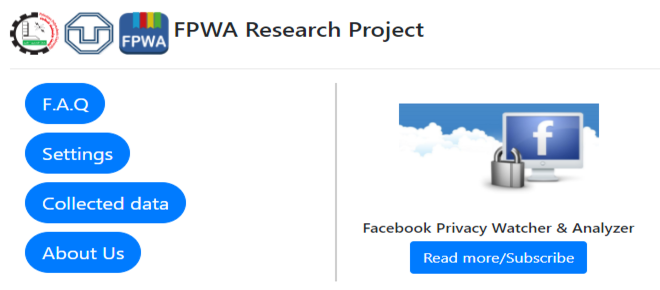 FPWA
FPWA Research Project
F.A.Q
Settings
Collected data
About Us
f
Facebook Privacy Watcher & Analyzer
Read more/Subscribe